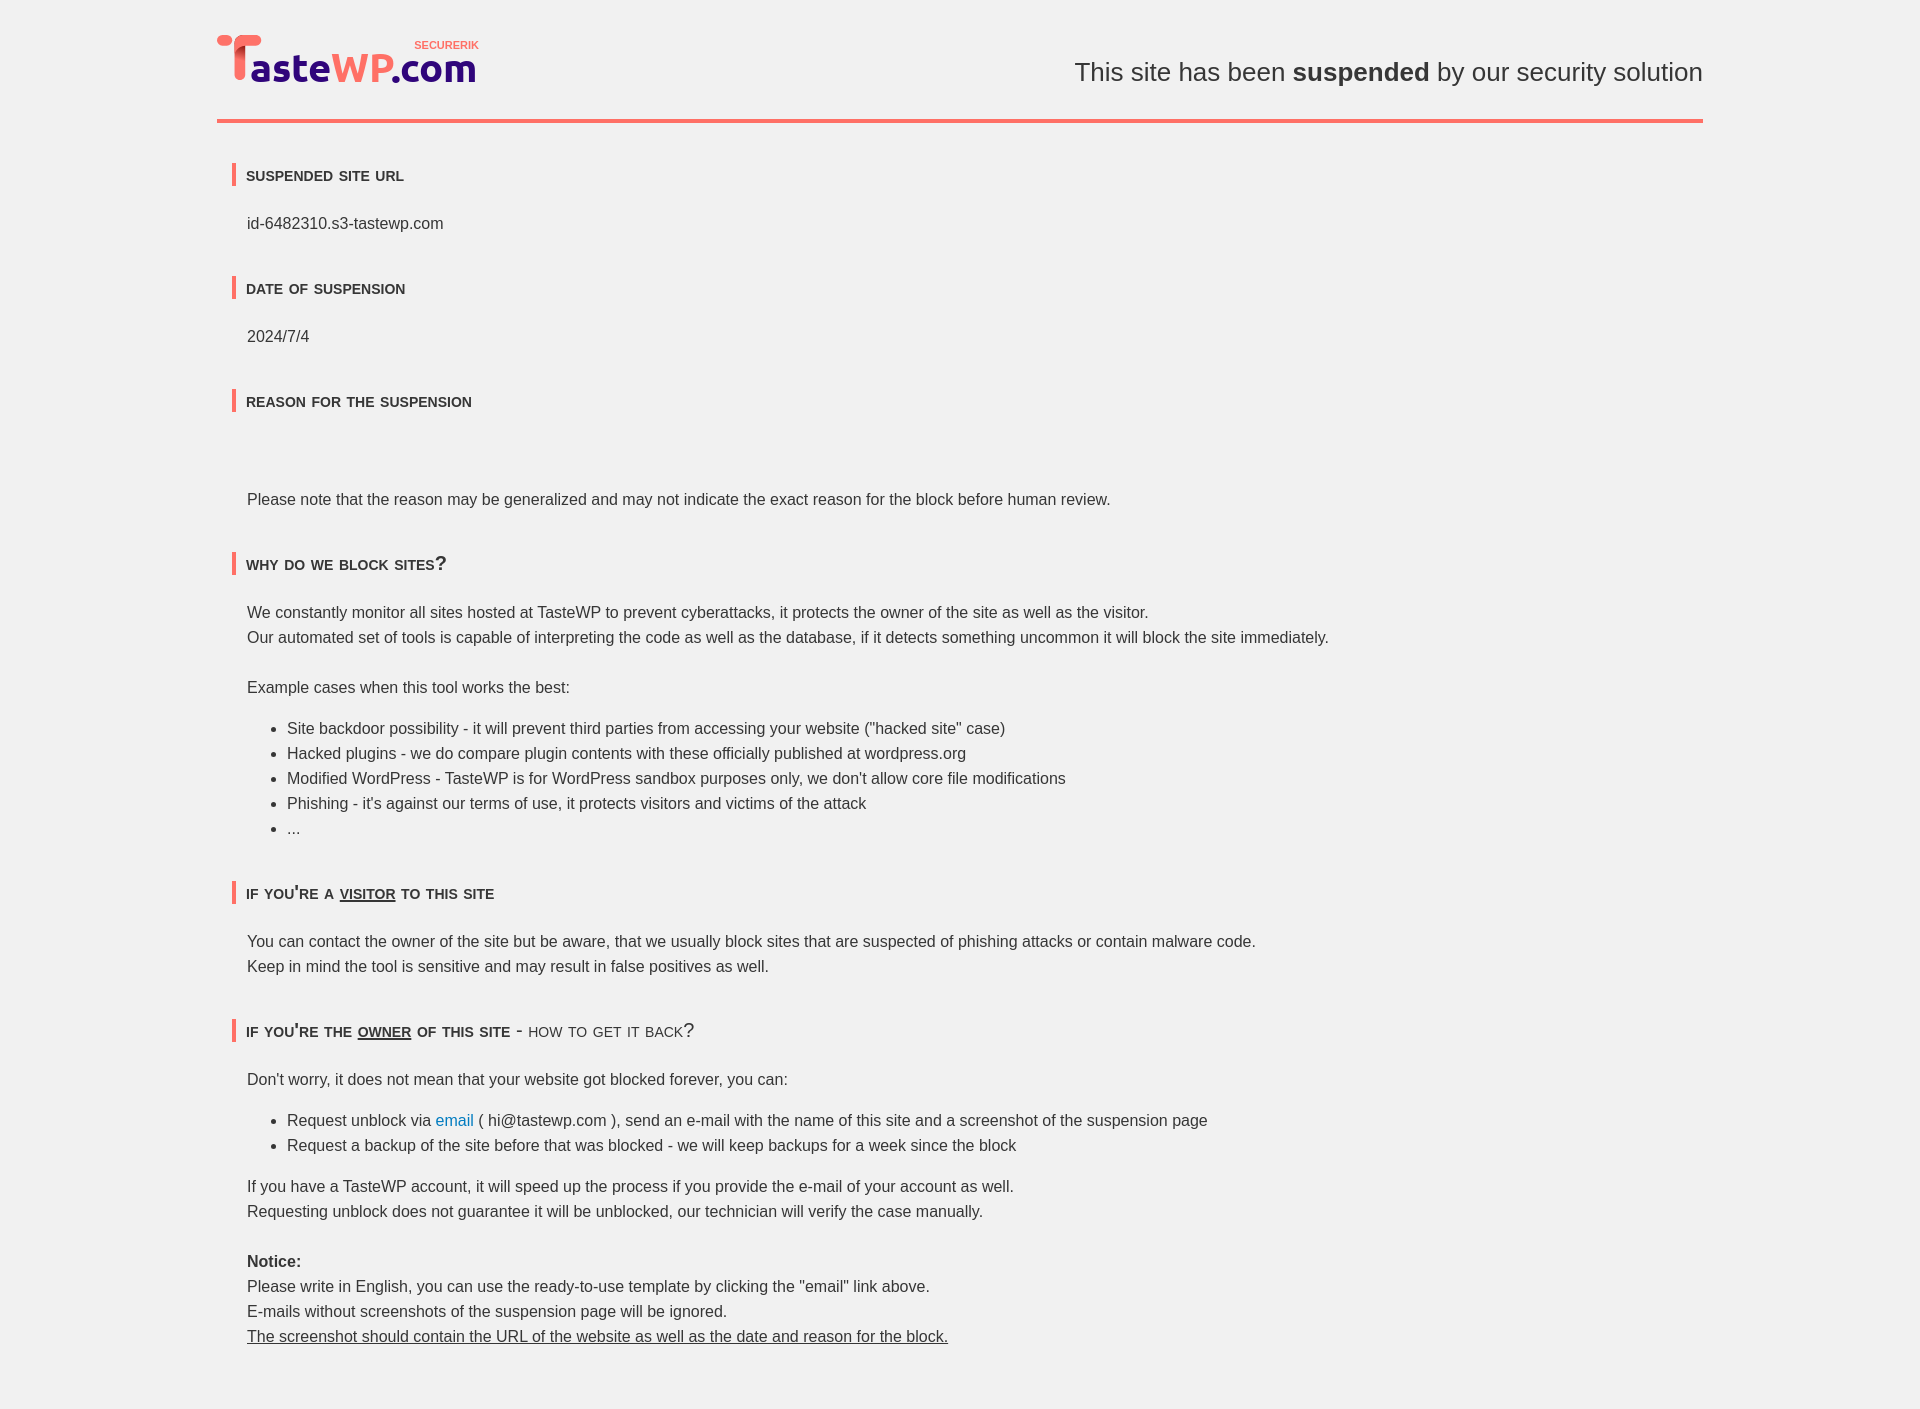 SECURERIK
TasteWP.com
This site has been suspended by our security solution
SUSPENDED SITE URL
id-6482310.s3-tastewp.com
DATE OF SUSPENSION
2024/7/4
REASON FOR THE SUSPENSION
Please note that the reason may be generalized and may not indicate the exact reason for the block before human review.
WHY DO WE BLOCK SITES?
We constantly monitor all sites hosted at TasteWP to prevent cyberattacks, it protects the owner of the site as well as the visitor.
Our automated set of tools is capable of interpreting the code as well as the database, if it detects something uncommon it will block the site immediately.
Example cases when this tool works the best:
• Site backdoor possibility - it will prevent third parties from accessing your website ("hacked site" case)
• Hacked plugins - we do compare plugin contents with these officially published at wordpress.org
• Modified WordPress - TasteWP is for WordPress sandbox purposes only, we don't allow core file modifications
• Phishing - it's against our terms of use, it protects visitors and victims of the attack
• ...
IF YOU'RE A VISITOR TO THIS SITE
You can contact the owner of the site but be aware, that we usually block sites that are suspected of phishing attacks or contain malware code.
Keep in mind the tool is sensitive and may result in false positives as well.
IF YOU'RE THE OWNER OF THIS SITE - HOW TO GET IT BACK?
Don't worry, it does not mean that your website got blocked forever, you can:
• Request unblock via email ( hi@tastewp.com ), send an e-mail with the name of this site and a screenshot of the suspension page
• Request a backup of the site before that was blocked - we will keep backups for a week since the block
If you have a TasteWP account, it will speed up the process if you provide the e-mail of your account as well.
Requesting unblock does not guarantee it will be unblocked, our technician will verify the case manually.
Notice:
Please write in English, you can use the ready-to-use template by clicking the "email" link above.
E-mails without screenshots of the suspension page will be ignored.
The screenshot should contain the URL of the website as well as the date and reason for the block.